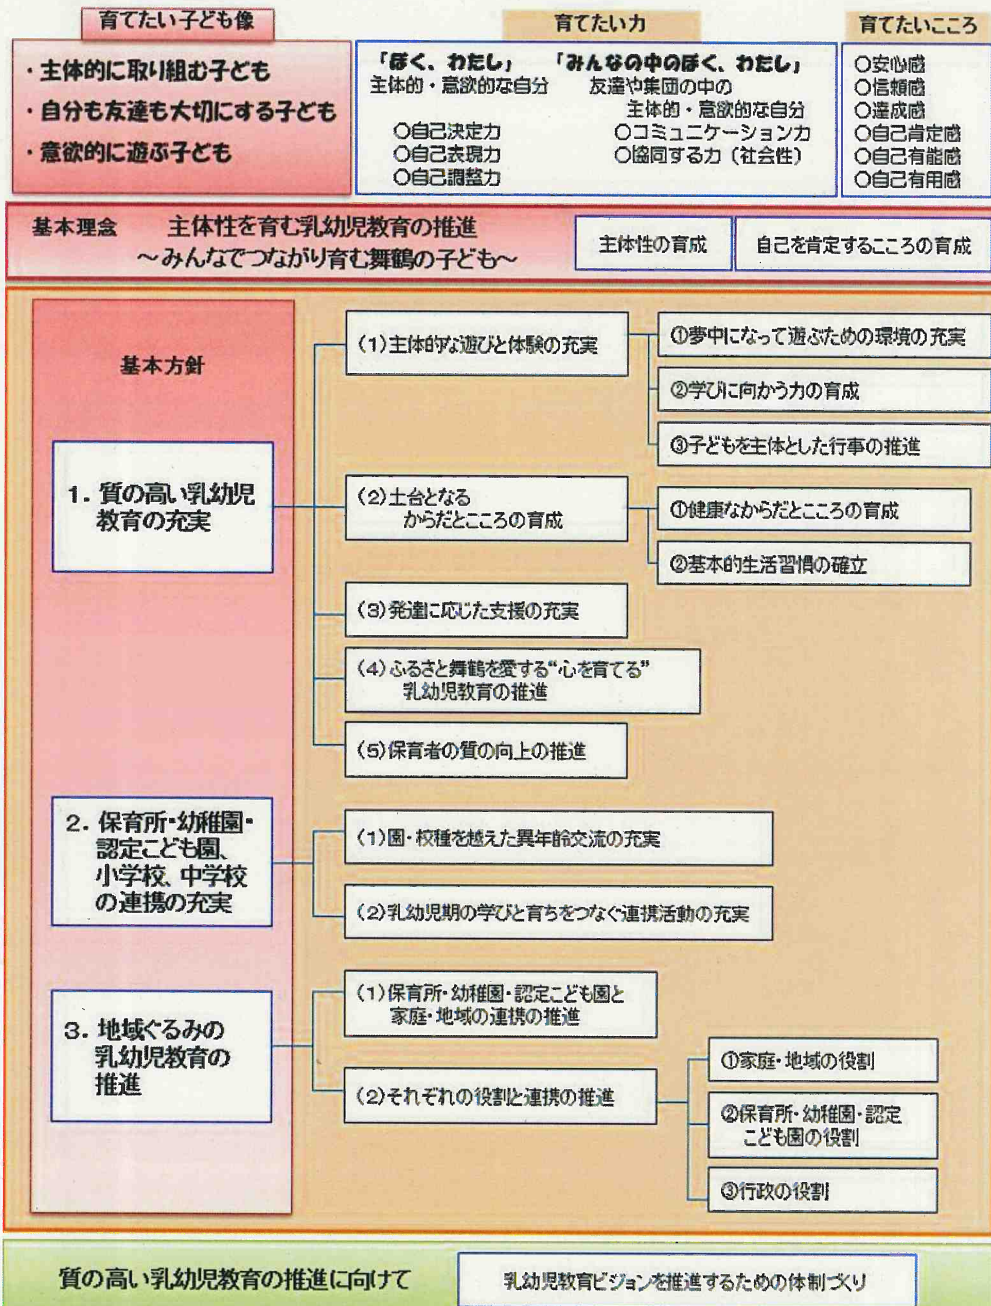 育てたい子ども像
・主体的に取り組む子ども
・自分も友達も大切にする子ども
・意欲的に遊ぶ子ども
育てたい力
「ぼく、わたし」
主体的・意欲的な自分
○自己決定力
○自己表現力
○自己調整力
「みんなの中のぼく、わたし」
友達や集団の中の
主体的・意欲的な自分
○コミュニケーション力
○協同する力（社会性）
育てたいこころ
○安心感
○信頼感
○達成感
○自己肯定感
○自己有能感
○自己有用感
基本理念 主体性を育む乳幼児教育の推進
～みんなでつながり育む舞鶴の子ども～
主体性の育成
自己を肯定するこころの育成
基本方針
1. 質の高い乳幼児
教育の充実
(1)主体的な遊びと体験の充実
①夢中になって遊ぶための環境の充実
②学びに向かう力の育成
③子どもを主体とした行事の推進
(2)土台となる
からだとこころの育成
①健康なからだとこころの育成
②基本的生活習慣の確立
(3)発達に応じた支援の充実
(4)ふるさと舞鶴を愛する“心を育てる”
乳幼児教育の推進
(5)保育者の質の向上の推進
2. 保育所・幼稚園・
認定こども園、
小学校、中学校
の連携の充実
(1)園・校種を越えた異年齢交流の充実
(2)乳幼児期の学びと育ちをつなぐ連携活動の充実
3. 地域ぐるみの
乳幼児教育の
推進
(1)保育所・幼稚園・認定こども園と
家庭・地域の連携の推進
(2)それぞれの役割と連携の推進
①家庭・地域の役割
②保育所・幼稚園・認定
こども園の役割
③行政の役割
質の高い乳幼児教育の推進に向けて
乳幼児教育ビジョンを推進するための体制づくり